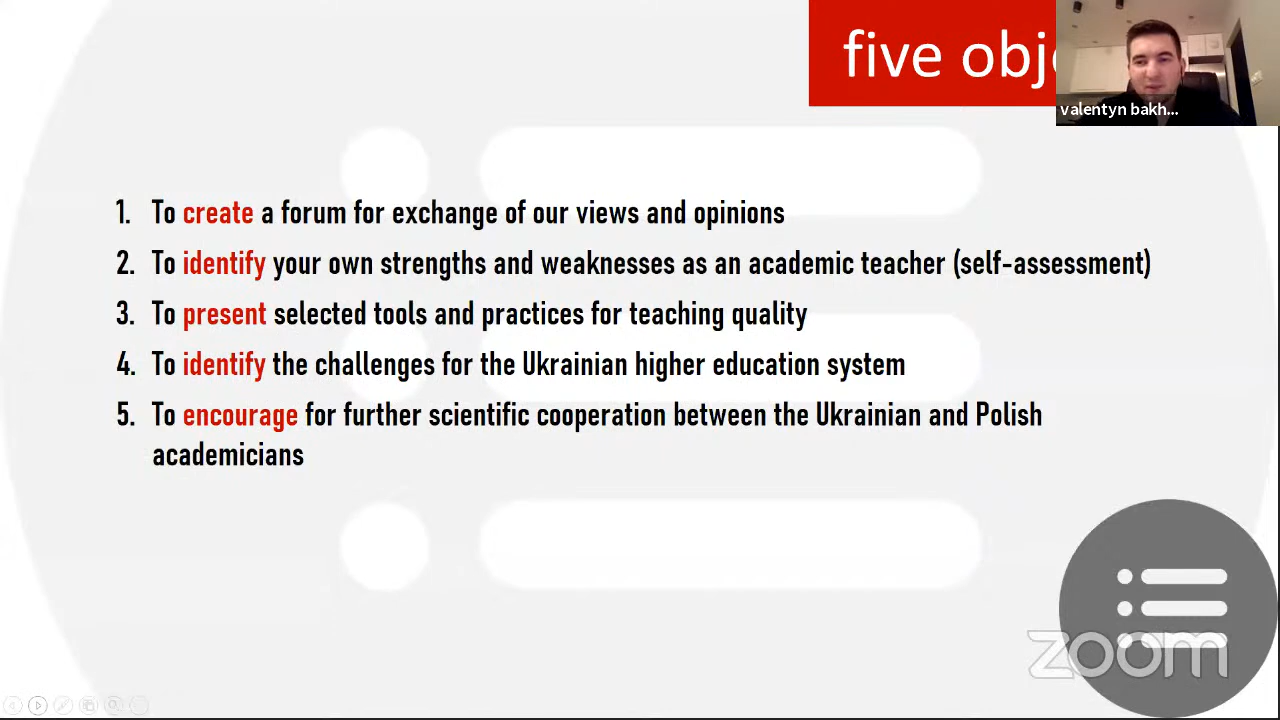 five obj
valentyn bakh...
1. To create a forum for exchange of our views and opinions
2. To identify your own strengths and weaknesses as an academic teacher (self-assessment)
3. To present selected tools and practices for teaching quality
4. To identify the challenges for the Ukrainian higher education system
5. To encourage for further scientific cooperation between the Ukrainian and Polish
academicians
zoom